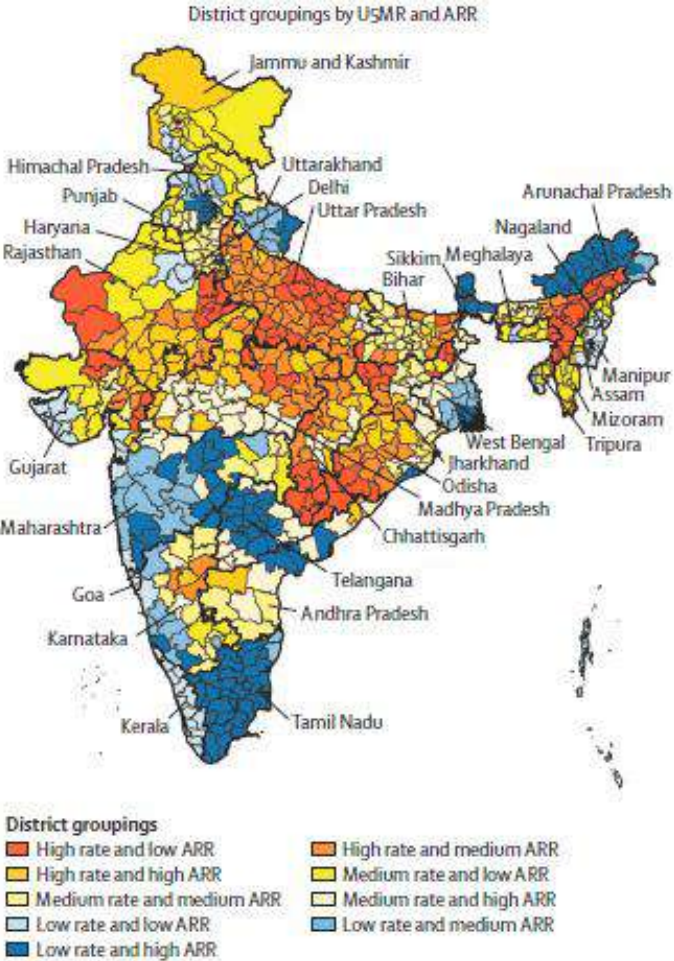 District groupings by U5MR and ARR
Jammu and Kashmir
Himachal Pradesh
Uttarakhand
Delhi
Punjab
Uttar Pradesh
Arunachal Pradesh
Haryana
Nagaland
Rajasthan
Sikkim
Meghalaya
Bihar
Manipur
Assam
Mizoram
West Bengal
Tripura
Jharkhand
Gujarat
Odisha
Madhya Pradesh
Maharashtra
Chhattisgarh
Telangana
Goa
Andhra Pradesh
Karnataka
Kerala
Tamil Nadu
District groupings
High rate and low ARR
High rate and medium ARR
High rate and high ARR
Medium rate and low ARR
Medium rate and medium ARR
Medium rate and high ARR
Low rate and low ARR
Low rate and medium ARR
Low rate and high ARR